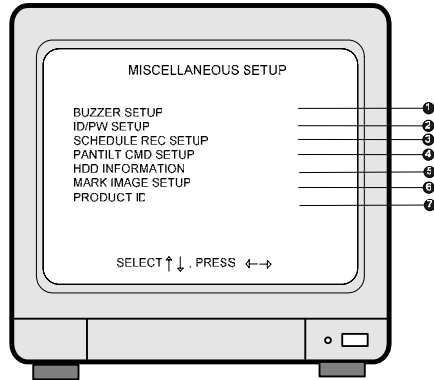 MISCELLANEOUS SETUP
BUZZER SETUP
ID/PW SETUP
SCHEDULE REC SETUP
PANTILT CMD SETUP
HDD INFORMATION
MARK IMAGE SETUP
PRODUCT ID
SELECT ↑ ↓ , PRESS ← →
1
2
3
4
5
6
7